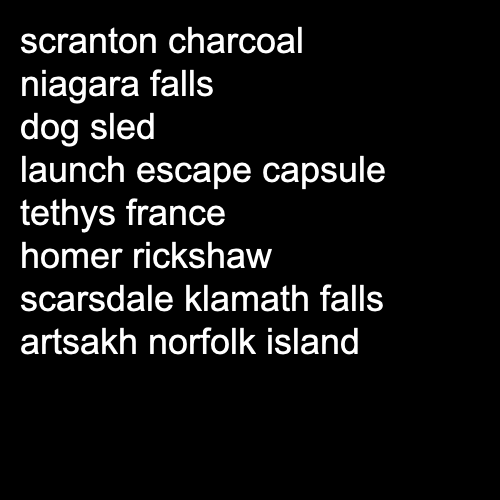 scranton charcoal
niagara falls
dog sled
launch escape capsule
tethys france
homer rickshaw
scarsdale klamath falls
artsakh norfolk island